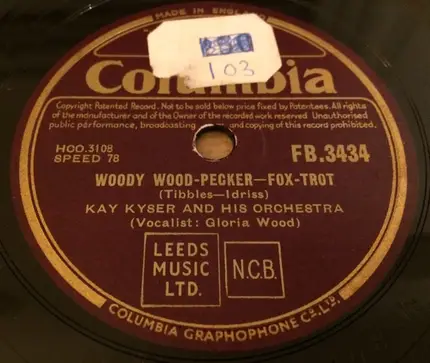 MADE IN ENGLAND
Columbia
103
Copyright Patented Record. Not to be sold below price fixed by Patentees. All rights
of the manufacturer and of the owner of the recorded work reserved Unauthorised
public performance, broadcasting and copying of this record prohibited.
HOO.3108
SPEED 78
FB.3434
WOODY WOOD-PECKER—FOX-TROT
(Tibbles—Idriss)
KAY KYSER AND HIS ORCHESTRA
(Vocalist: Gloria Wood)
LEEDS
MUSIC
LTD.
N.C.B.
COLUMBIA GRAPHOPHONE Co. LTD.